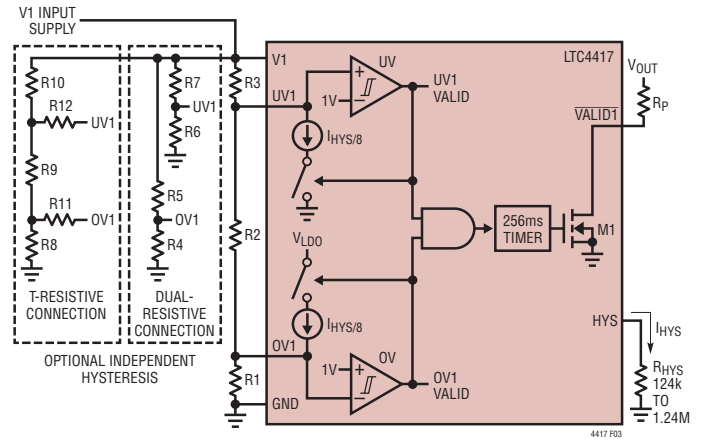 V1 INPUT
SUPPLY
R10
R12
UV1
R9
R11
OV1
R8
T-RESISTIVE
CONNECTION
R7
UV1
R6
R5
OV1
R4
DUAL-
RESISTIVE
CONNECTION
OPTIONAL INDEPENDENT
HYSTERESIS
R3
R2
R1
V1
UV1
OV1
GND
LTC4417
UV
1V
+
–
UV1
VALID
IHYS/8
VLDO
IHYS/8
OV
1V
+
–
OV1
VALID
256ms
TIMER
M1
VOUT
RP
VALID1
HYS
IHYS
RHYS
124k
TO
1.24M
4417 F03